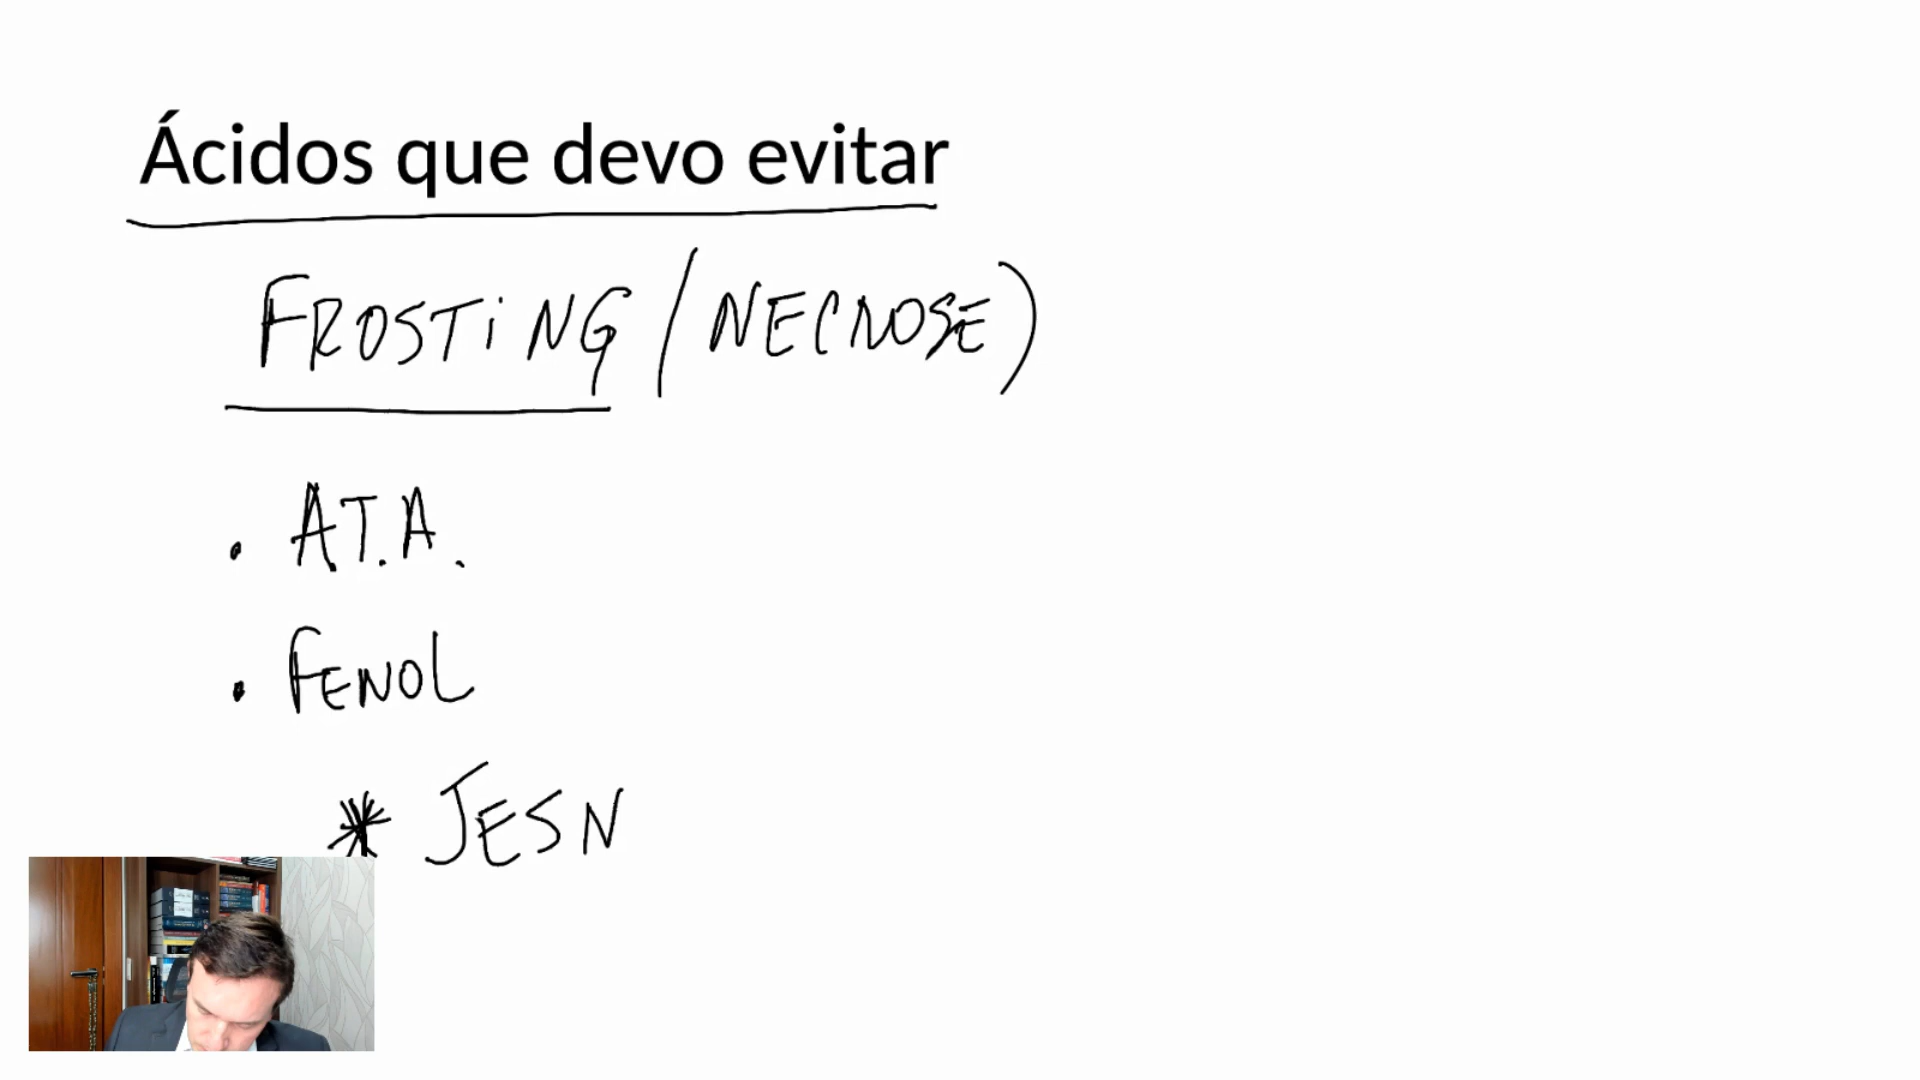 Ácidos que devo evitar
FROSTiNG / NECROSE)
. A.T.A.
. FENOL
* JESN